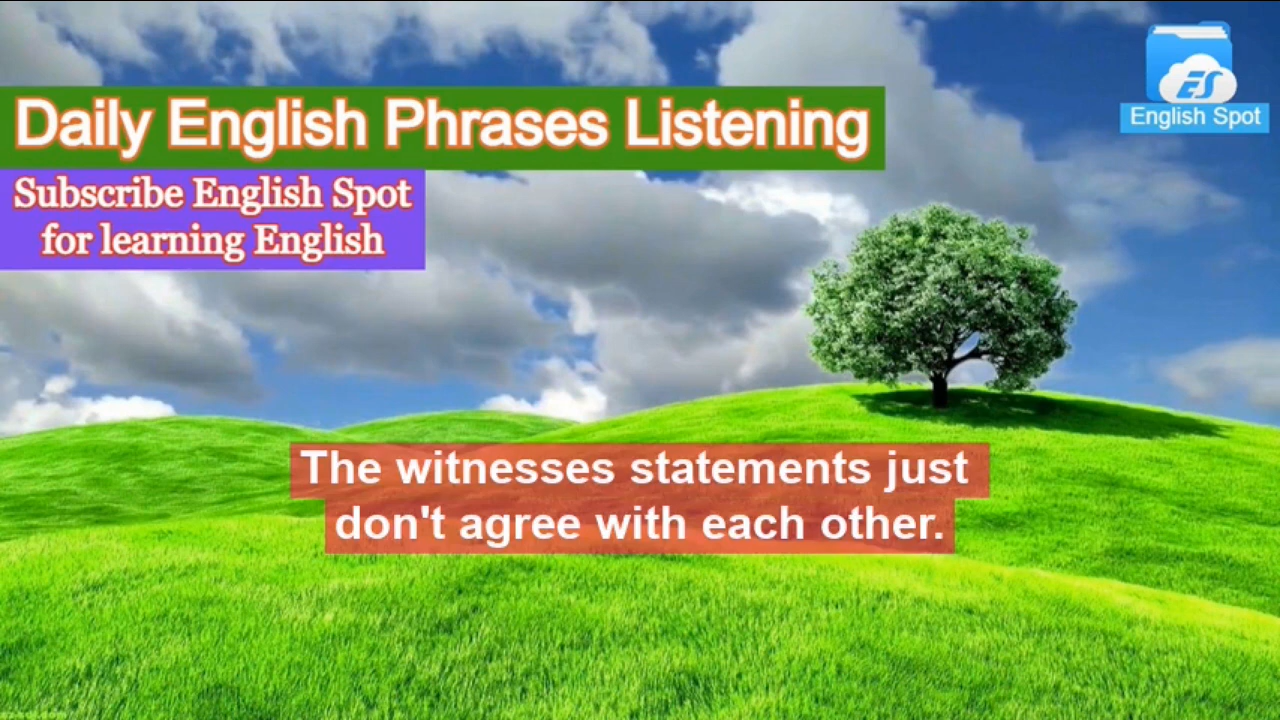 Daily English Phrases Listening
Subscribe English Spot
for learning English
ES
English Spot
The witnesses statements just
don't agree with each other.